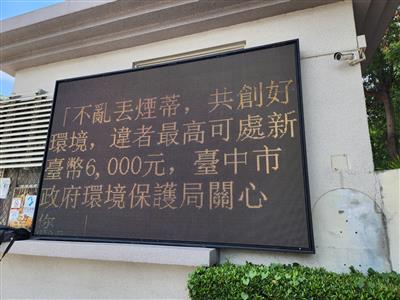 「不亂丟煙蒂，共創好
環境，違者最高可處新
臺幣6,000元，臺中市
政府環境保護局關心
您」